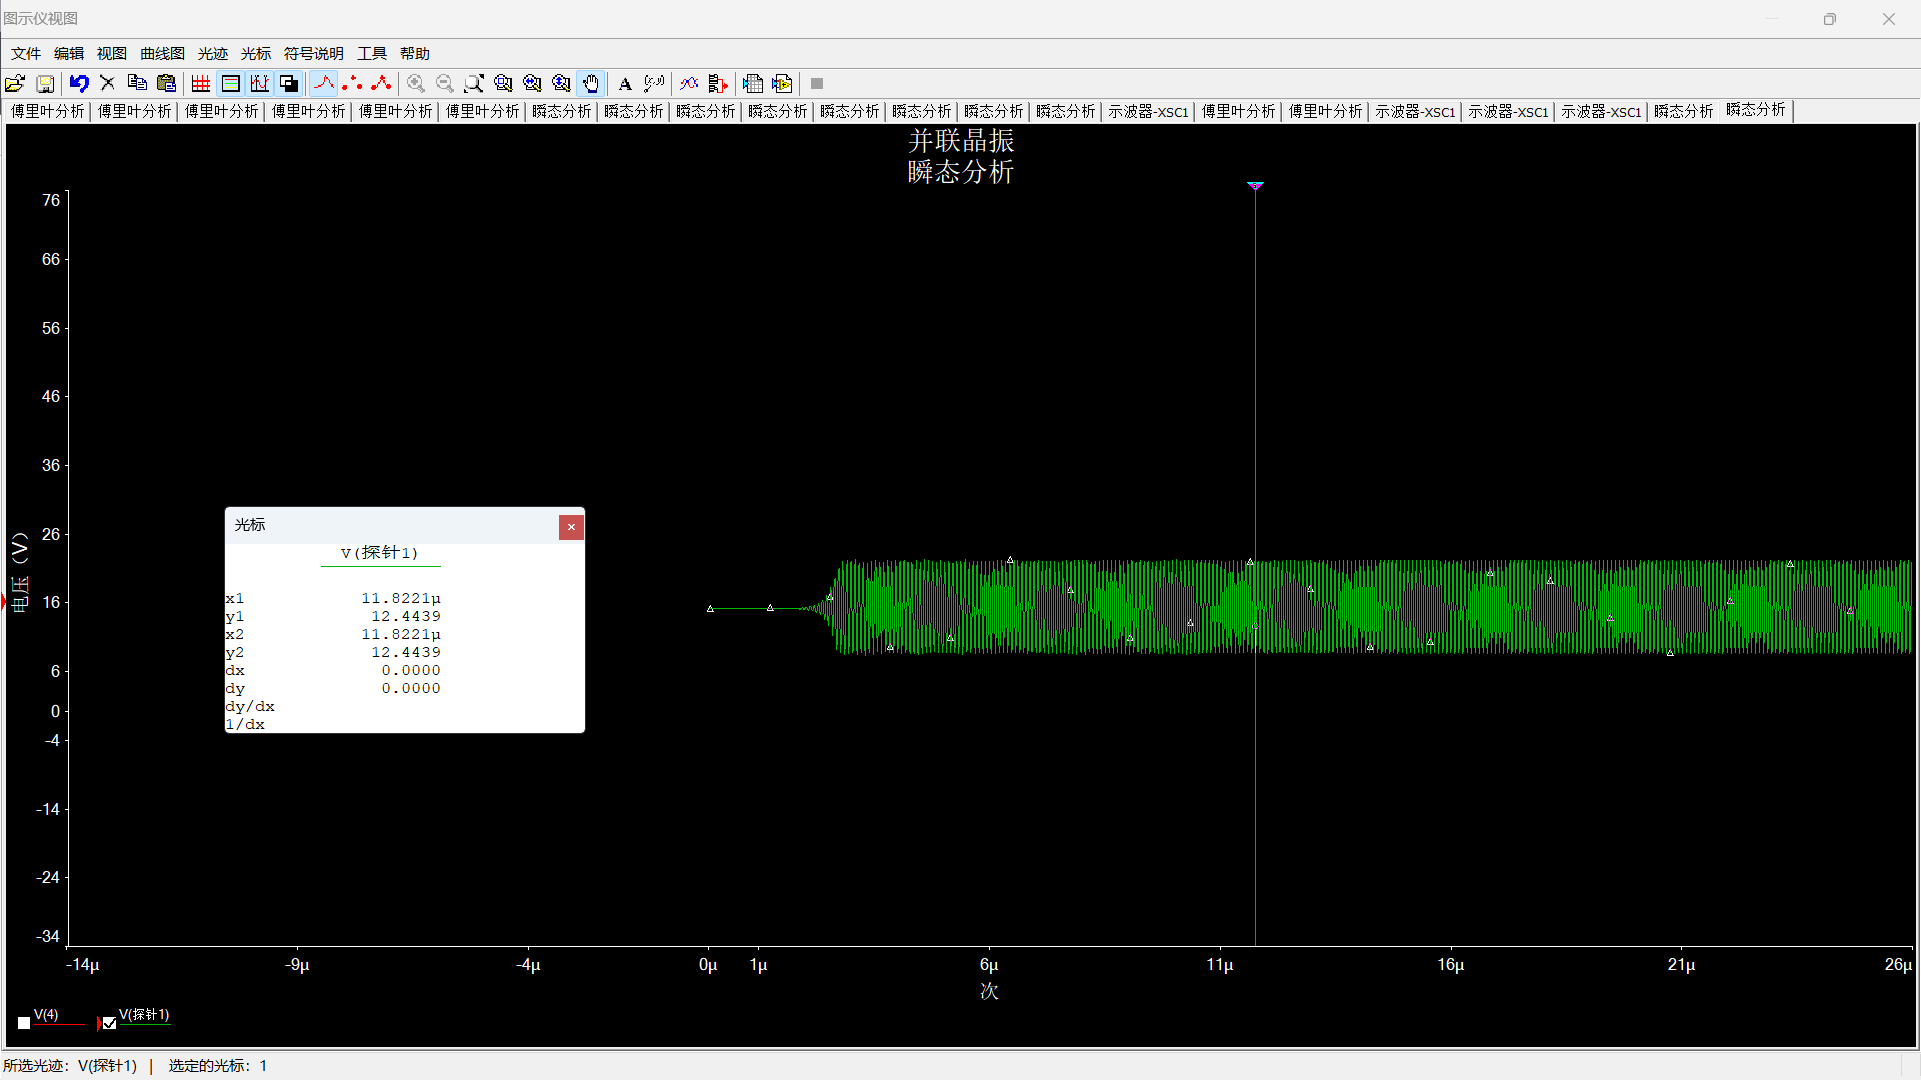 图示仪视图
文件 编辑 视图 曲线图 光迹 光标 符号说明 工具 帮助
傅里叶分析 傅里叶分析 傅里叶分析 傅里叶分析 傅里叶分析 傅里叶分析 瞬态分析 瞬态分析 瞬态分析 瞬态分析 瞬态分析 瞬态分析 瞬态分析 瞬态分析 示波器-XSC1 傅里叶分析 傅里叶分析 示波器-XSC1 示波器-XSC1 示波器-XSC1 瞬态分析 瞬态分析
并联晶振
瞬态分析
76
66
56
46
36
26
16
6
0
-4
-14
-24
-34
电压（V）
光标
V(探针1)
x1 11.8221μ
y1 12.4439
x2 11.8221μ
y2 12.4439
dx 0.0000
dy 0.0000
dy/dx
1/dx
-14μ -9μ -4μ 0μ 1μ 6μ 11μ 16μ 21μ 26μ
次
V(4) V(探针1)
所选光迹：V(探针1) | 选定的光标：1